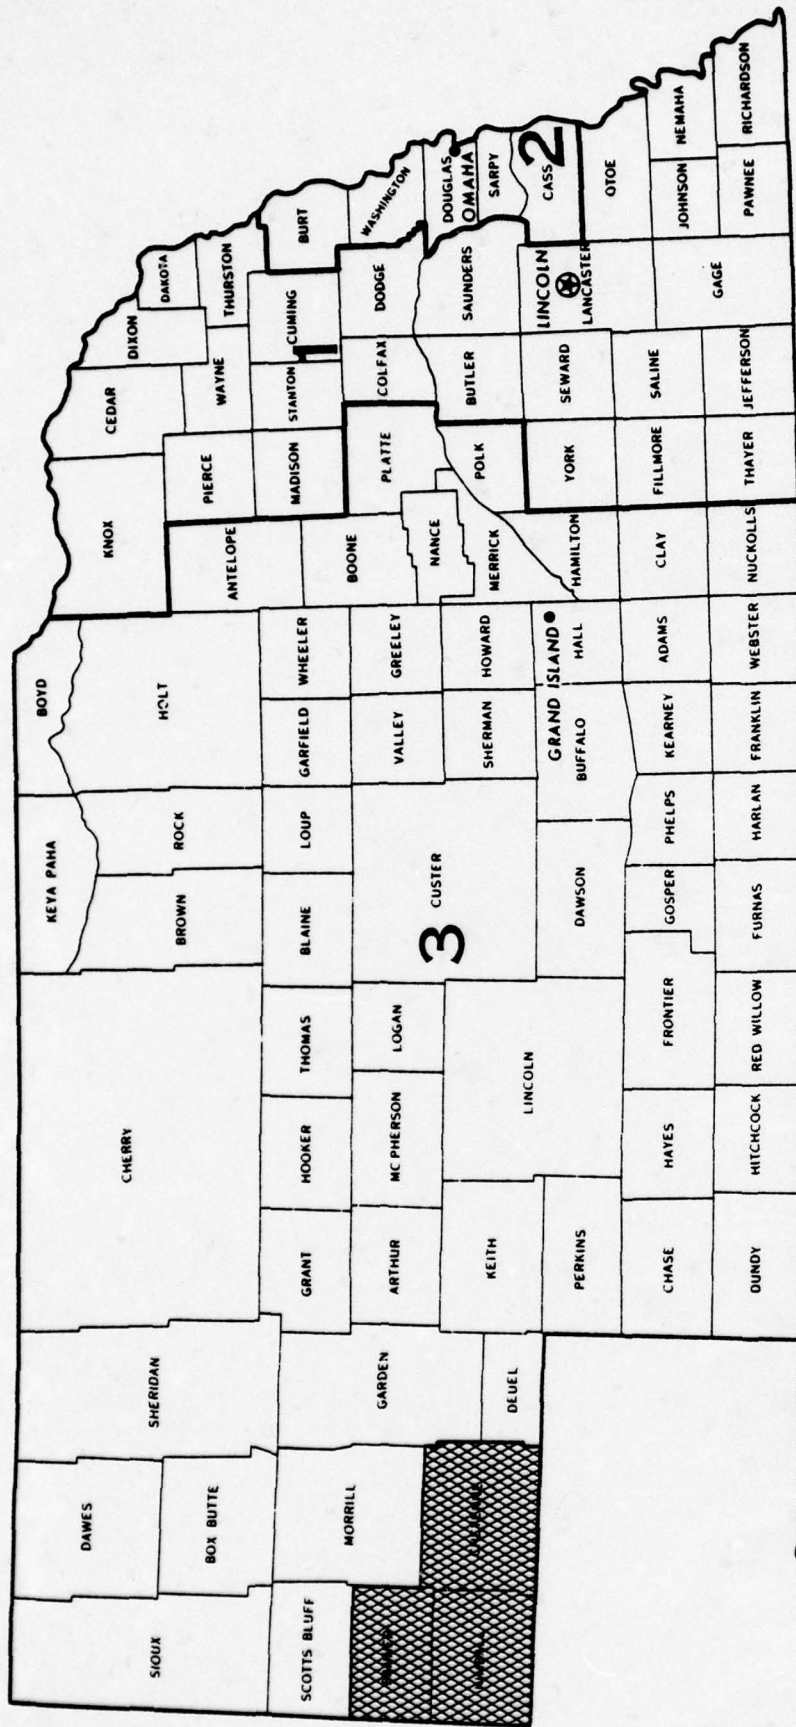 SIOUX
DAWES
BOX BUTTE
SHERIDAN
SCOTTS BLUFF
MORRILL
GARDEN
DEUEL
CHERRY
KEYA PAHA
BOYD
BROWN
ROCK
HOLT
KNOX
CEDAR
DIXON
DAKOTA
ANTELOPE
PIERCE
WAYNE
THURSTON
GRANT
HOOKER
THOMAS
BLAINE
LOUP
GARFIELD
WHEELER
BOONE
MADISON
STANTON
CUMING
1
BURT
ARTHUR
MC PHERSON
LOGAN
CUSTER
3
VALLEY
GREELEY
NANCE
PLATTE
COLFAX
DODGE
WASHINGTON
KEITH
LINCOLN
SHERMAN
HOWARD
MERRICK
POLK
BUTLER
SAUNDERS
DOUGLAS
OMAHA
SARPY
PERKINS
DAWSON
BUFFALO
GRAND ISLAND
HALL
HAMILTON
YORK
SEWARD
LINCOLN
LANCASTER
CASS
2
OTOE
CHASE
HAYES
FRONTIER
GOSPER
PHELPS
KEARNEY
ADAMS
CLAY
FILLMORE
SALINE
GAGE
JOHNSON
NEMAHA
DUNDY
HITCHCOCK
RED WILLOW
FURNAS
HARLAN
FRANKLIN
WEBSTER
NUCKOLLS
THAYER
JEFFERSON
PAWNEE
RICHARDSON